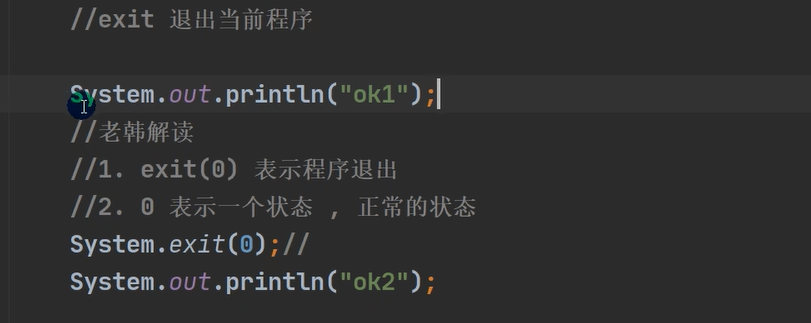 //exit 退出当前程序
System.out.println("ok1");
//老韩解读
//1. exit(0) 表示程序退出
//2. 0 表示一个状态 , 正常的状态
System.exit(0);//
System.out.println("ok2");